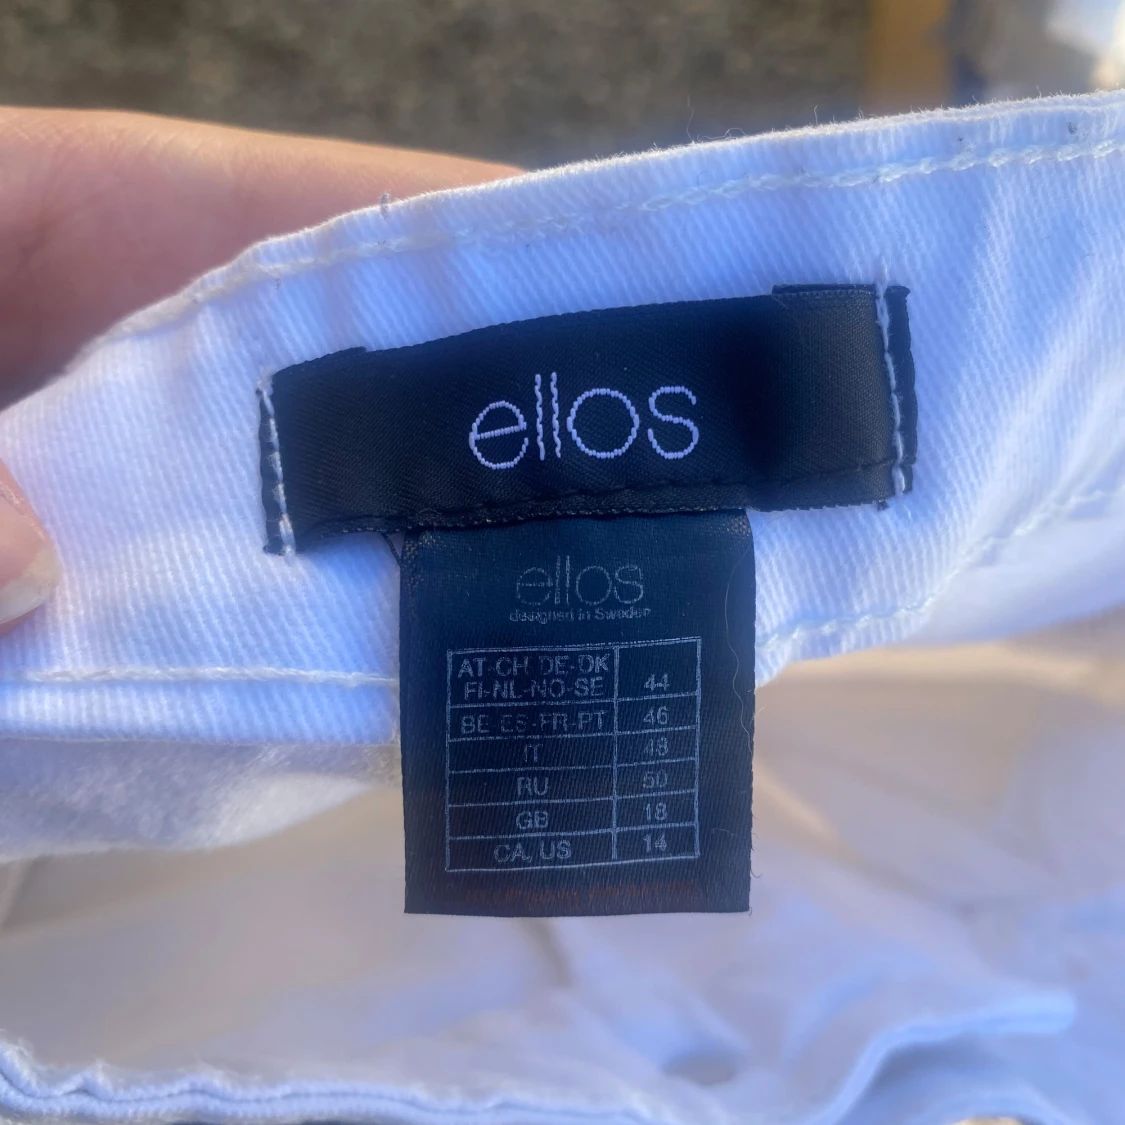 ellos
ellos
designed in Sweden
AT-CH-DE-DK
FI-NL-NO-SE 44
BE-ES-FR-PT 46
IT 48
RU 50
GB 18
CA, US 14